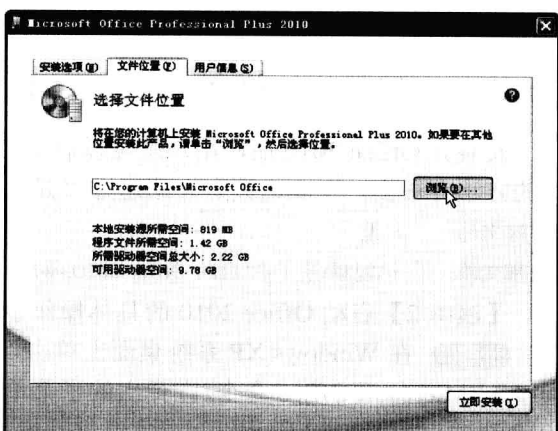 Microsoft Office Professional Plus 2010
安装选项(N)
文件位置(F)
用户信息(S)
选择文件位置
将在您的计算机上安装 Microsoft Office Professional Plus 2010。如果要在其他
位置安装此产品，请单击“浏览”，然后选择位置。
C:\Program Files\Microsoft Office
浏览(B)...
本地安装源所需空间: 819 MB
程序文件所需空间: 1.42 GB
所需驱动器空间总大小: 2.22 GB
可用驱动器空间: 9.78 GB
立即安装(I)